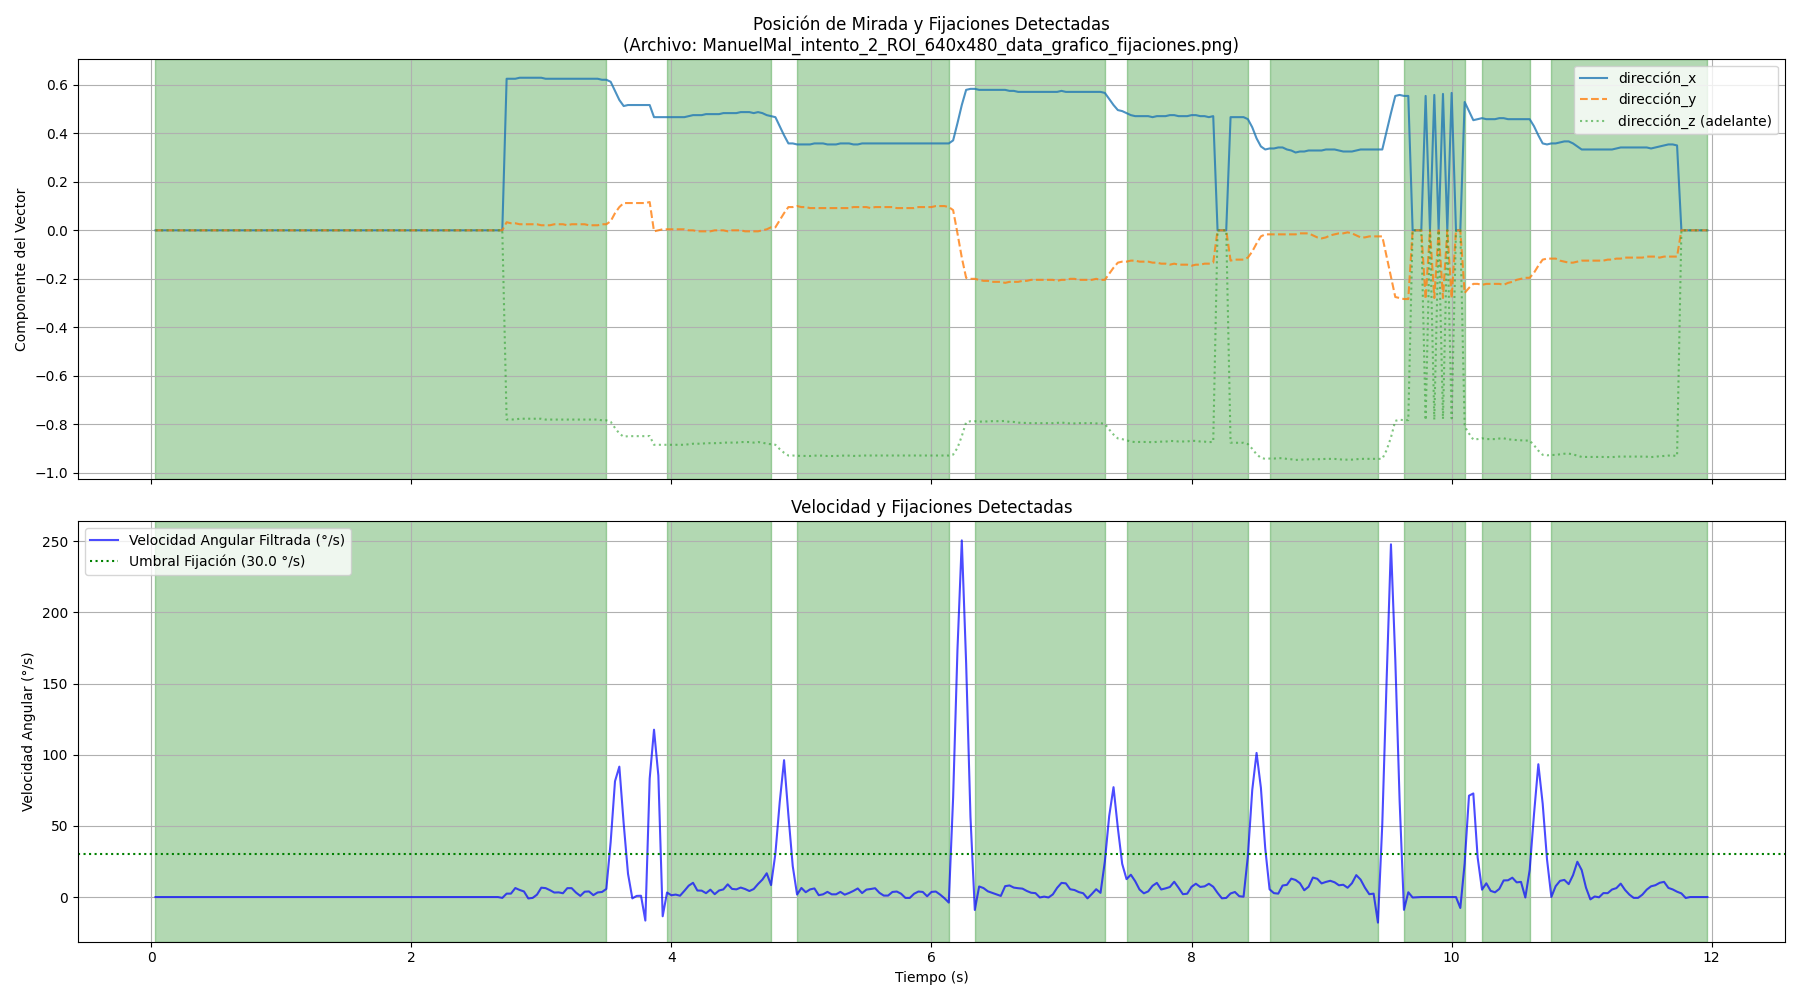 Posición de Mirada y Fijaciones Detectadas
(Archivo: ManuelMal_intento_2_ROI_640x480_data_grafico_fijaciones.png)
Componente del Vector
0.6
0.4
0.2
0.0
−0.2
−0.4
−0.6
−0.8
−1.0
dirección_x
dirección_y
dirección_z (adelante)
Velocidad y Fijaciones Detectadas
Velocidad Angular (°/s)
250
200
150
100
50
0
Velocidad Angular Filtrada (°/s)
Umbral Fijación (30.0 °/s)
0 2 4 6 8 10 12
Tiempo (s)